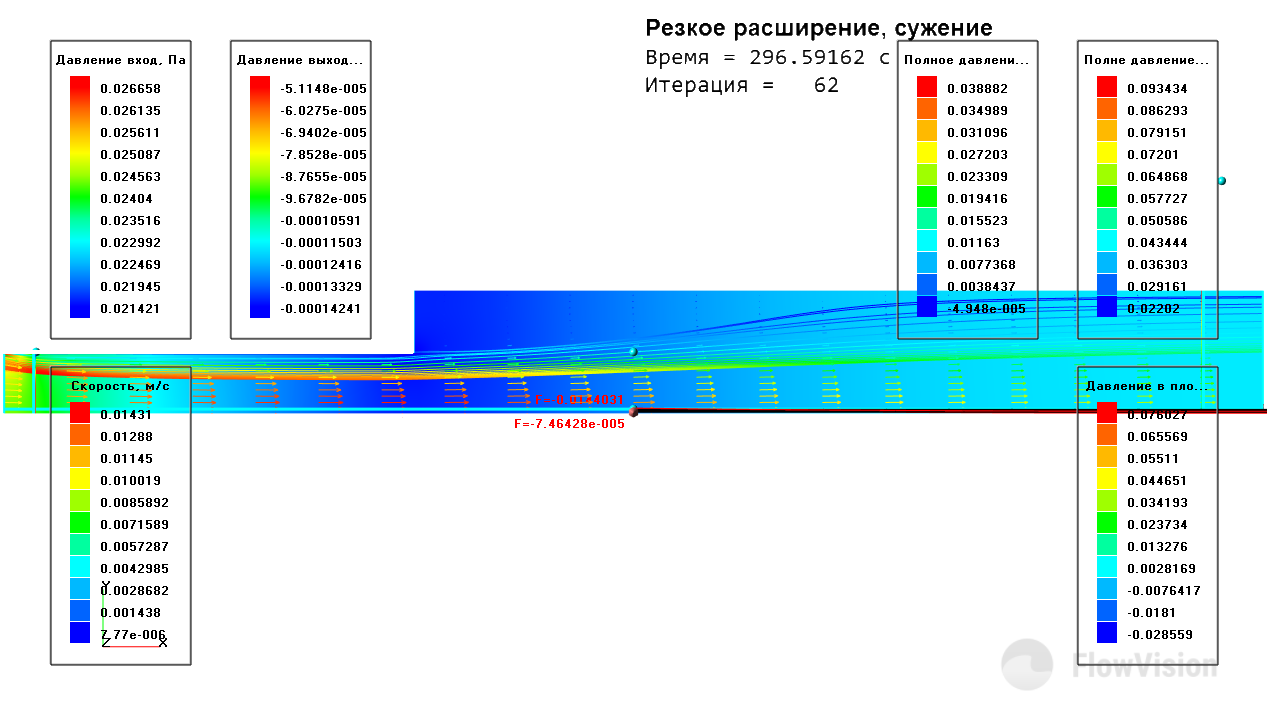 Резкое расширение, сужение
Время = 296.59162 с
Итерация = 62
Давление вход, Па
0.026658
0.026135
0.025611
0.025087
0.024563
0.02404
0.023516
0.022992
0.022469
0.021945
0.021421
Давление выход...
-5.1148e-005
-6.0275e-005
-6.9402e-005
-7.8528e-005
-8.7655e-005
-9.6782e-005
-0.00010591
-0.00011503
-0.00012416
-0.00013329
-0.00014241
Полное давлени...
0.038882
0.034989
0.031096
0.027203
0.023309
0.019416
0.015523
0.01163
0.0077368
0.0038437
-4.948e-005
Полне давление...
0.093434
0.086293
0.079151
0.07201
0.064868
0.057727
0.050586
0.043444
0.036303
0.029161
0.02202
Скорость, м/с
0.01431
0.01288
0.01145
0.010019
0.0085892
0.0071589
0.0057287
0.0042985
0.0028682
0.001438
7.77e-006
Y
Z
X
F=-7.46428e-005
Давление в пло...
0.076027
0.065569
0.05511
0.044651
0.034193
0.023734
0.013276
0.0028169
-0.0076417
-0.0181
-0.028559
FlowVision